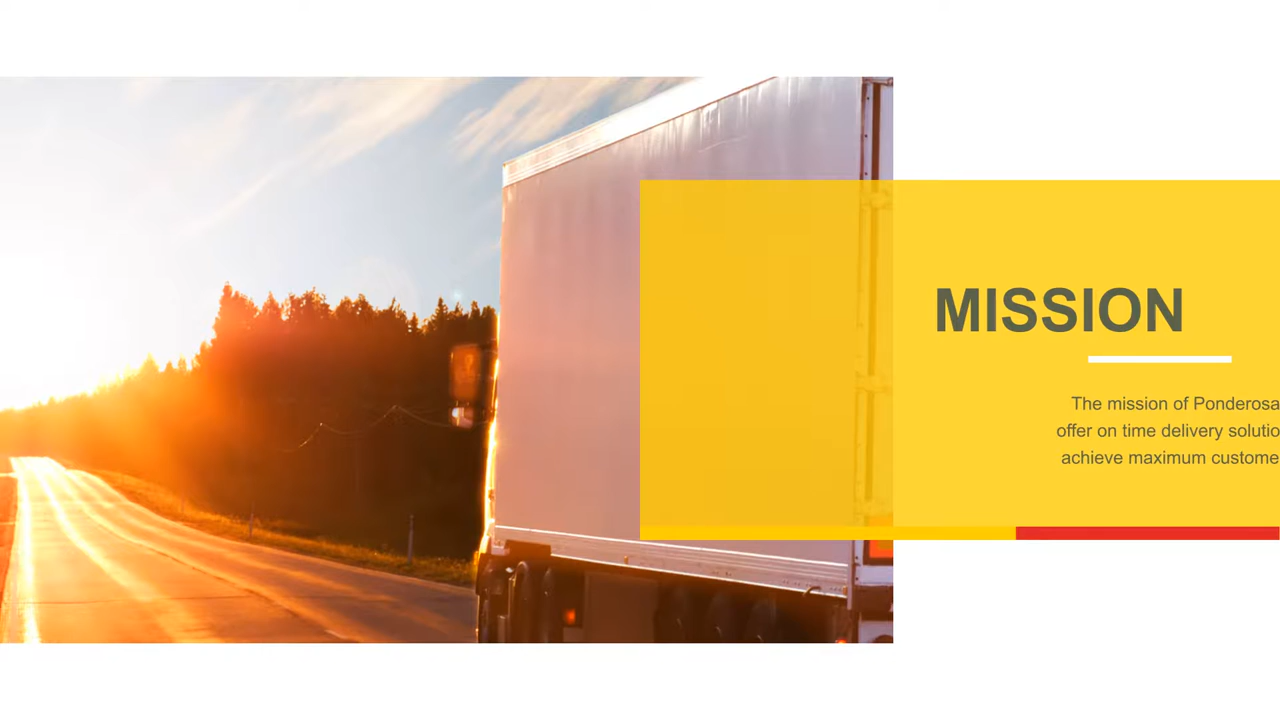 MISSION
The mission of Ponderosa
offer on time delivery solutio
achieve maximum custome